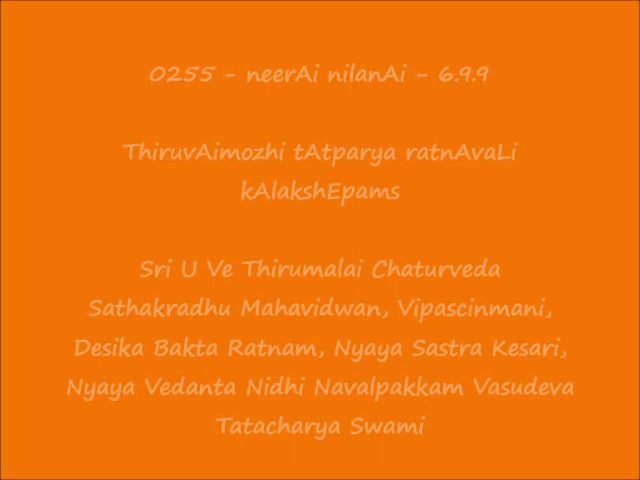 0255 - neerAi nilanAi - 6.9.9
ThiruvAimozhi tAtparya ratnAvaLi
kAlakshEpams
Sri U Ve Thirumalai Chaturveda
Sathakradhu Mahavidwan, Vipascinmani,
Desika Bakta Ratnam, Nyaya Sastra Kesari,
Nyaya Vedanta Nidhi Navalpakkam Vasudeva
Tatacharya Swami